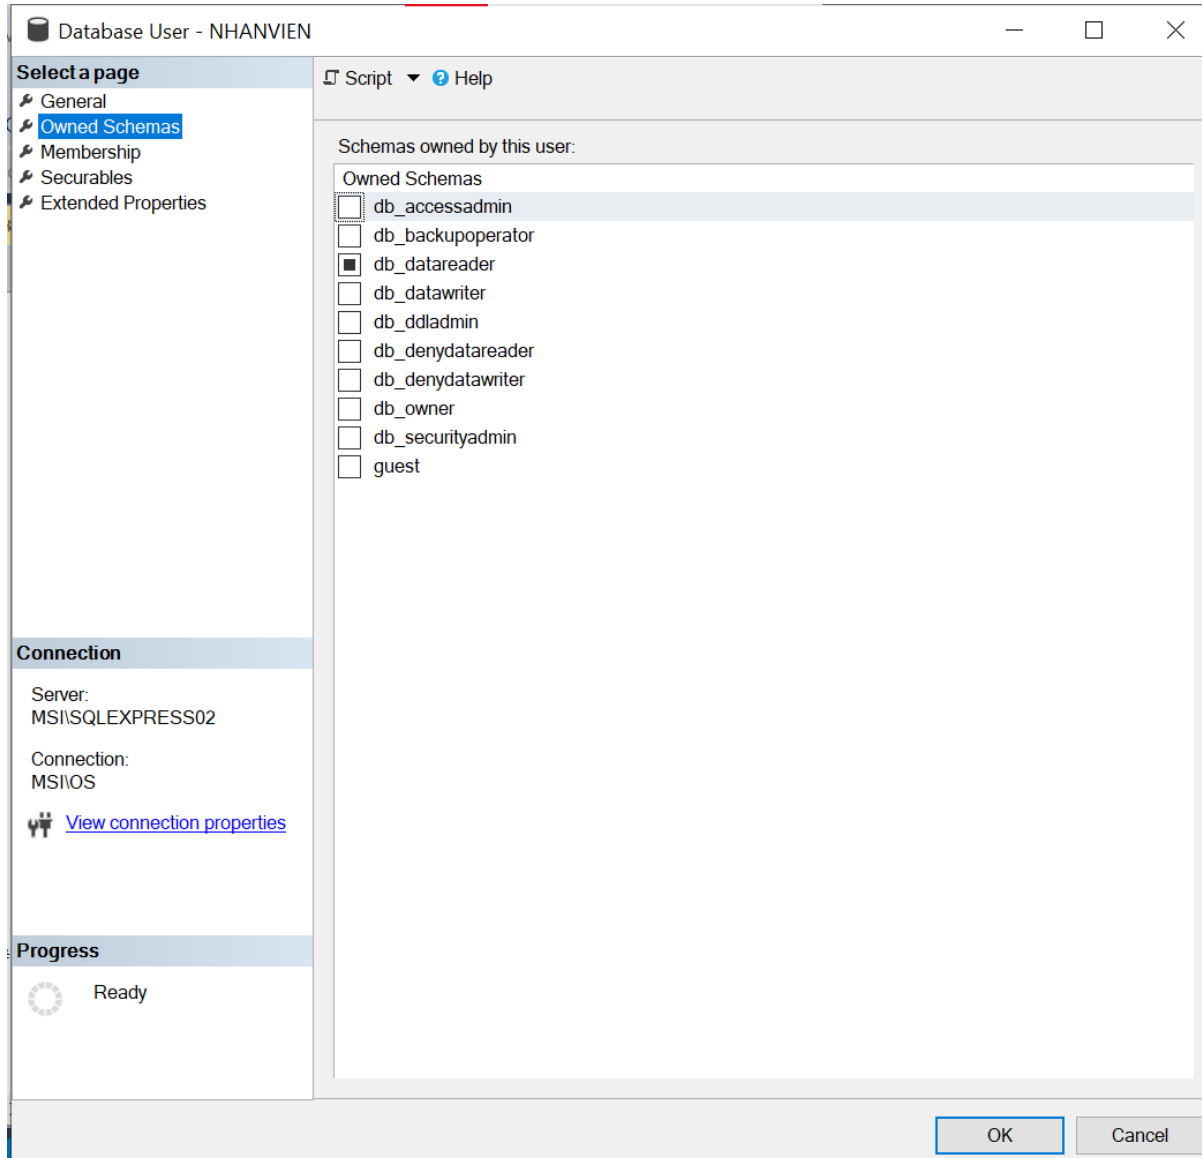 Database User - NHANVIEN
Select a page
General
Owned Schemas
Membership
Securables
Extended Properties
Script
Help
Schemas owned by this user:
Owned Schemas
db_accessadmin
db_backupoperator
db_datareader
db_datawriter
db_ddladmin
db_denydatareader
db_denydatawriter
db_owner
db_securityadmin
guest
Connection
Server:
MSI\SQLEXPRESS02
Connection:
MSI\OS
View connection properties
Progress
Ready
OK
Cancel